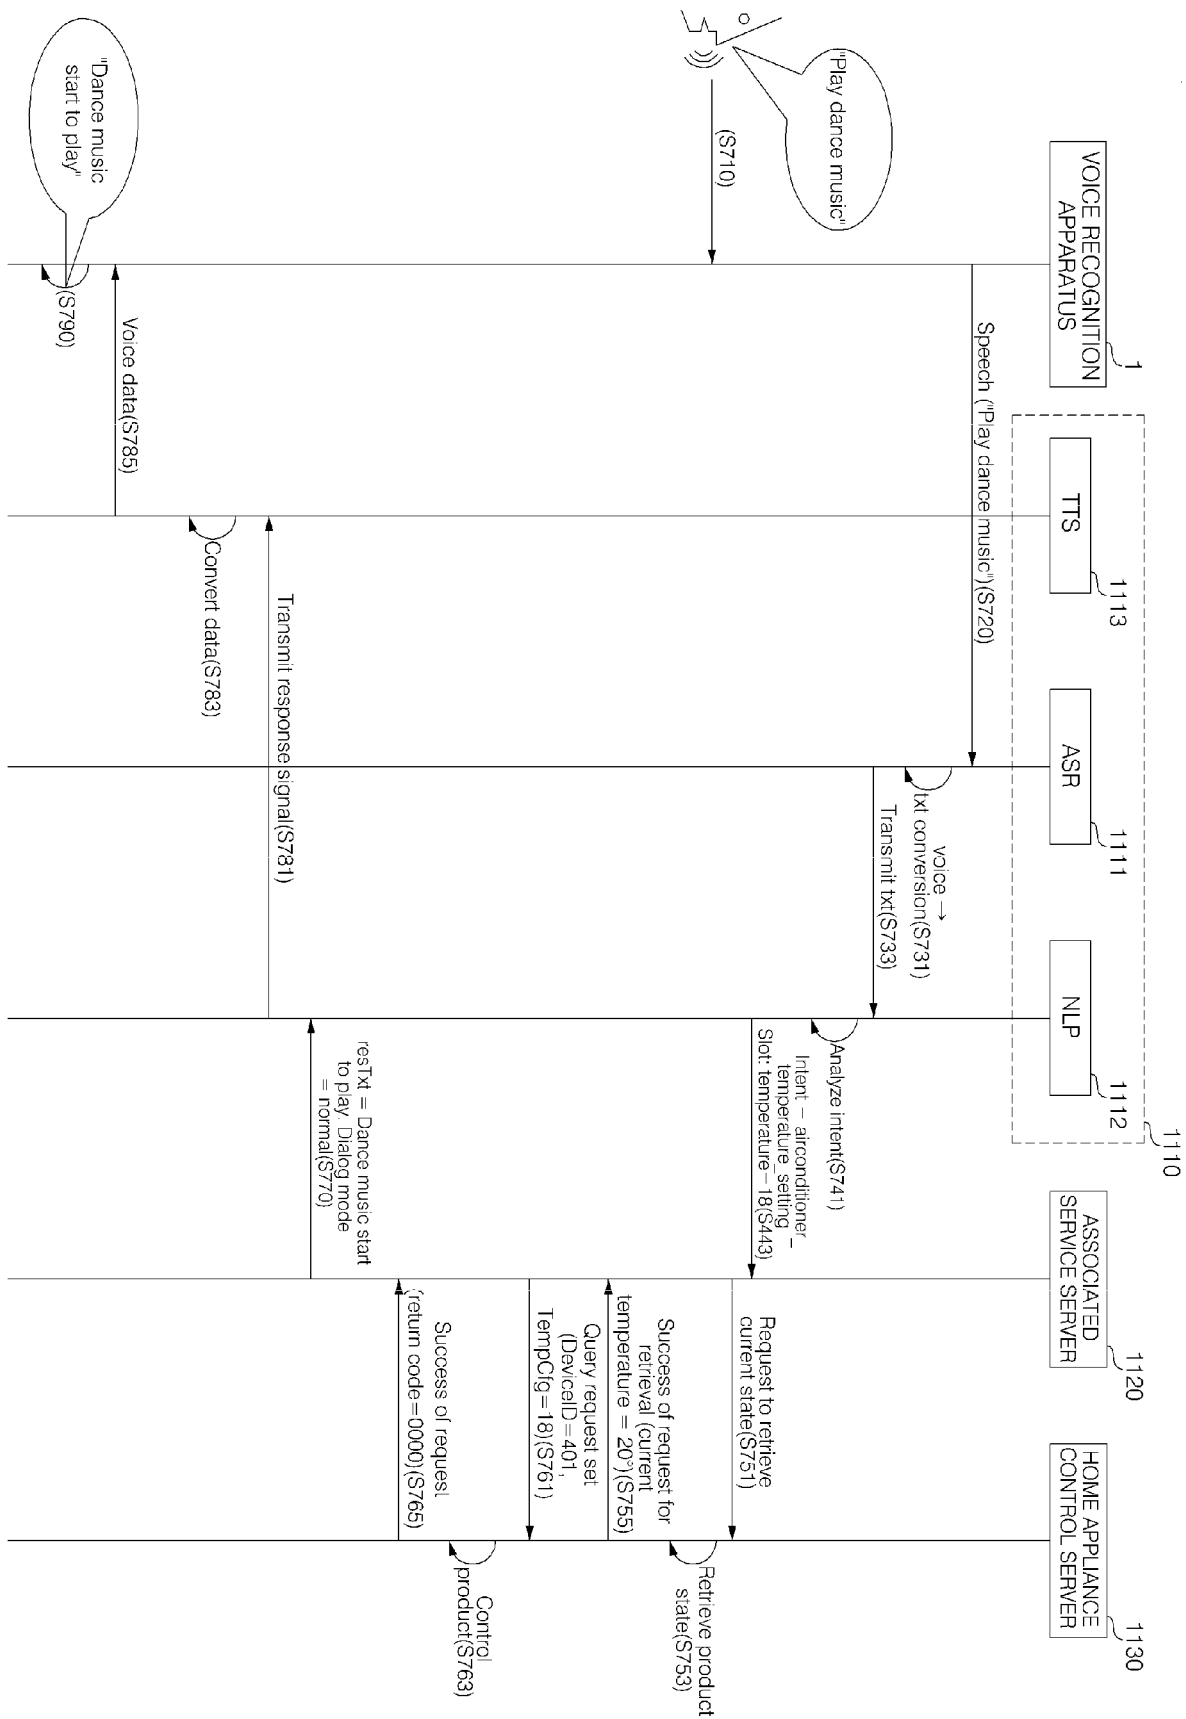 1110
VOICE RECOGNITION
APPARATUS
1
TTS
1113
ASR
1111
NLP
1112
ASSOCIATED
SERVICE SERVER
1120
HOME APPLIANCE
CONTROL SERVER
1130
"Play dance music"
(S710)
Speech ("Play dance music")(S720)
voice →
txt conversion(S731)
Transmit txt(S733)
Analyze intent(S741)
Intent – airconditioner_
temperature_setting
Slot: temperature–18(S443)
Request to retrieve
current state(S751)
Retrieve product
state(S753)
Success of request for
retrieval (current
temperature = 20°)(S755)
Query request set
(DeviceID=401,
TempCfg=18)(S761)
Control
product(S763)
Success of request
(return code=0000)(S765)
resTxt = Dance music start
to play. Dialog mode
= normal(S770)
Transmit response signal(S781)
Convert data(S783)
Voice data(S785)
(S790)
"Dance music
start to play"